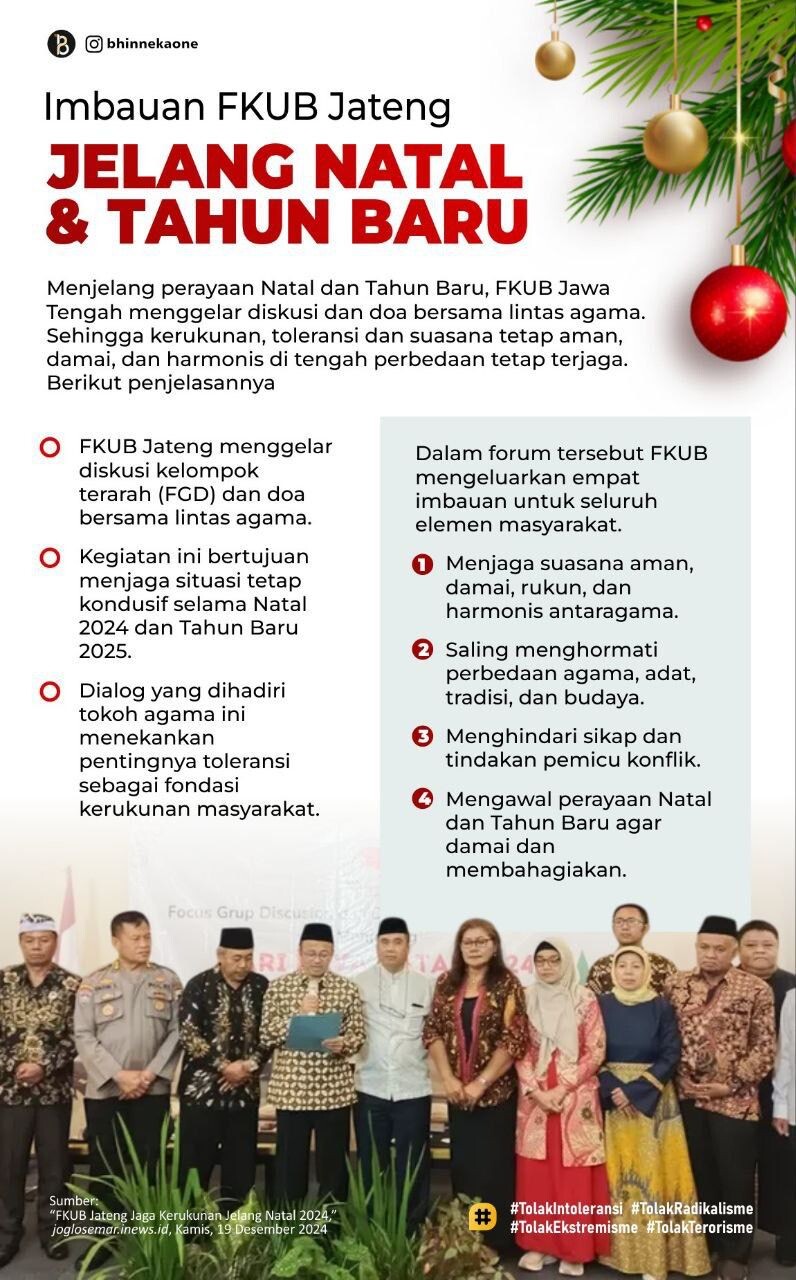 bhinnekaone
Imbauan FKUB Jateng
JELANG NATAL
& TAHUN BARU
Menjelang perayaan Natal dan Tahun Baru, FKUB Jawa
Tengah menggelar diskusi dan doa bersama lintas agama.
Sehingga kerukunan, toleransi dan suasana tetap aman,
damai, dan harmonis di tengah perbedaan tetap terjaga.
Berikut penjelasannya
FKUB Jateng menggelar
diskusi kelompok
terarah (FGD) dan doa
bersama lintas agama.
Kegiatan ini bertujuan
menjaga situasi tetap
kondusif selama Natal
2024 dan Tahun Baru
2025.
Dialog yang dihadiri
tokoh agama ini
menekankan
pentingnya toleransi
sebagai fondasi
kerukunan masyarakat.
Dalam forum tersebut FKUB
mengeluarkan empat
imbauan untuk seluruh
elemen masyarakat.
1 Menjaga suasana aman,
damai, rukun, dan
harmonis antaragama.
2 Saling menghormati
perbedaan agama, adat,
tradisi, dan budaya.
3 Menghindari sikap dan
tindakan pemicu konflik.
4 Mengawal perayaan Natal
dan Tahun Baru agar
damai dan
membahagiakan.
Focus Grup
Sumber:
"FKUB Jateng Jaga Kerukunan Jelang Natal 2024,"
joglosemar.inews.id, Kamis, 19 Desember 2024
# #TolakIntoleransi #TolakRadikalisme
#TolakEkstremisme #TolakTerorisme